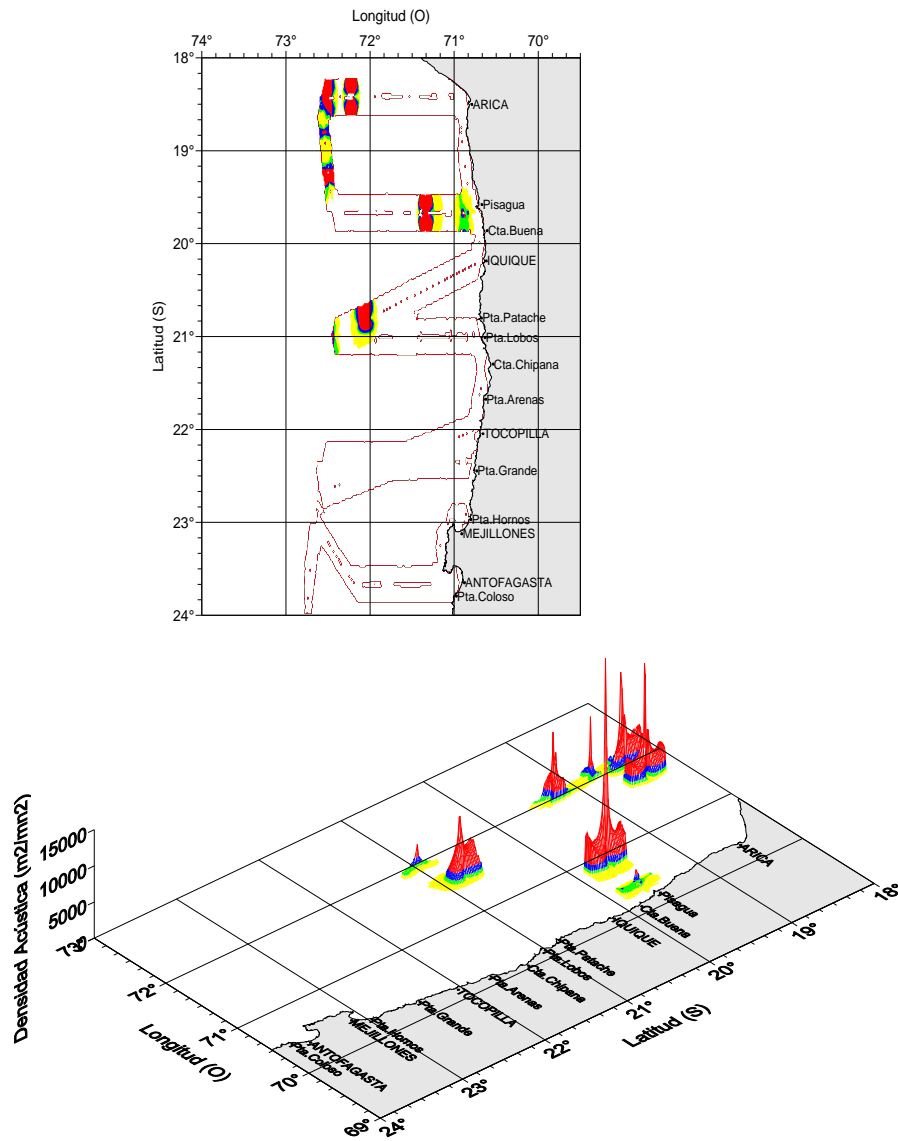 Longitud (O)
74° 73° 72° 71° 70°
18°
ARICA
19°
Pisagua
Cta.Buena
20°
IQUIQUE
Latitud (S)
Pta.Patache
21°
Pta.Lobos
Cta.Chipana
Pta.Arenas
22°
TOCOPILLA
Pta.Grande
23°
Pta.Hornos
MEJILLONES
ANTOFAGASTA
Pta.Coloso
24°
Densidad Acústica (m2/mn2)
15000
10000
5000
0
73°
72°
71°
70°
69°
Longitud (O)
ARICA
Pisagua
Cta.Buena
IQUIQUE
Pta.Patache
Pta.Lobos
Cta.Chipana
Pta.Arenas
TOCOPILLA
Pta.Grande
Pta.Hornos
MEJILLONES
ANTOFAGASTA
Pta.Coloso
18°
19°
20°
21°
22°
23°
24°
Latitud (S)